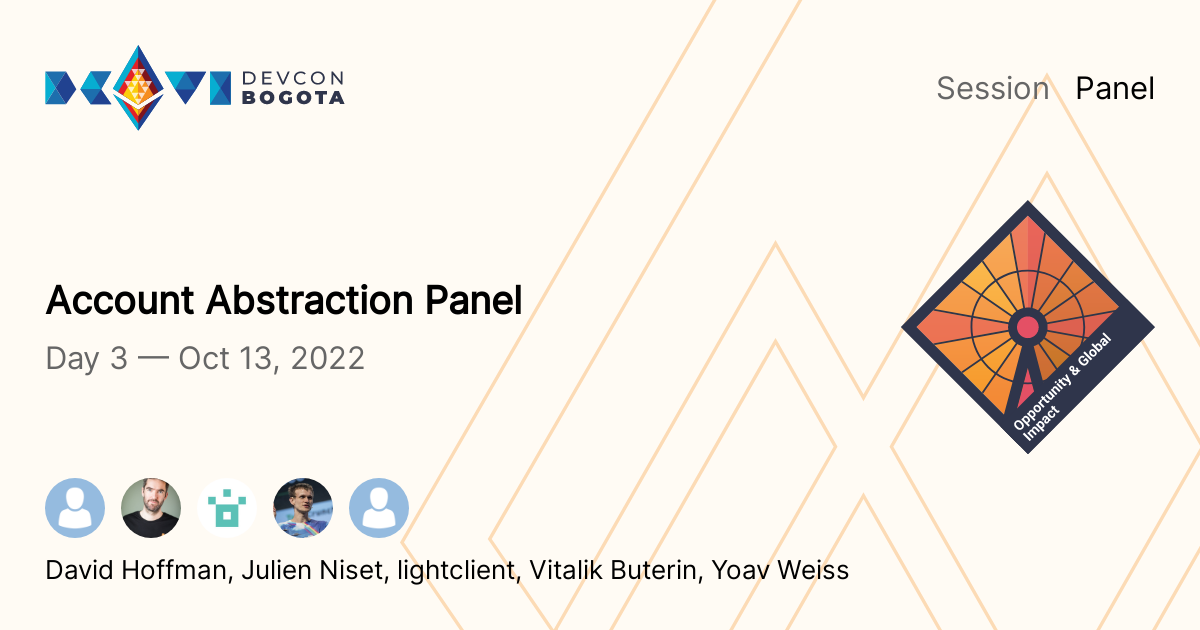 DEVCON
BOGOTA
Session Panel
Account Abstraction Panel
Day 3 — Oct 13, 2022
Opportunity & Global
Impact
David Hoffman, Julien Niset, lightclient, Vitalik Buterin, Yoav Weiss